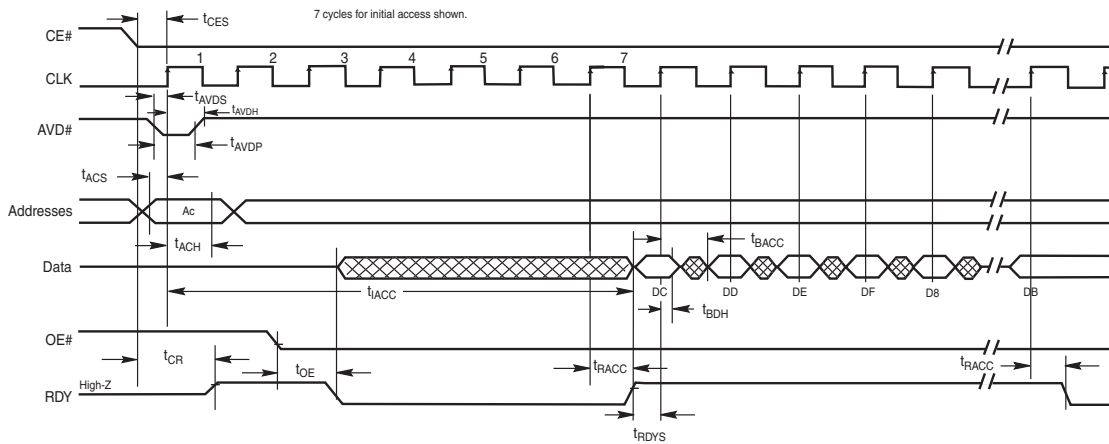 7 cycles for initial access shown.
tCES
CE#
1 2 3 4 5 6 7
CLK
tAVDS
tAVDH
AVD#
tAVDP
tACS
Addresses
Ac
tACH
tBACC
Data
tIACC
DC DD DE DF D8 DB
tBDH
OE#
tCR
tOE
tRACC
tRACC
High-Z
RDY
tRDYS